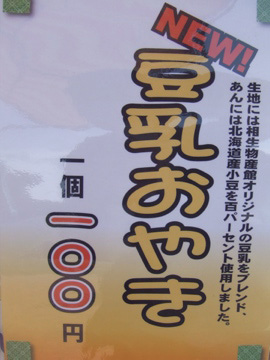 NEW!
生地には相生物産館オリジナルの豆乳をブレンド、
あんには北海道産小豆を百パーセント使用しました。
豆乳おやき
一個一〇〇円